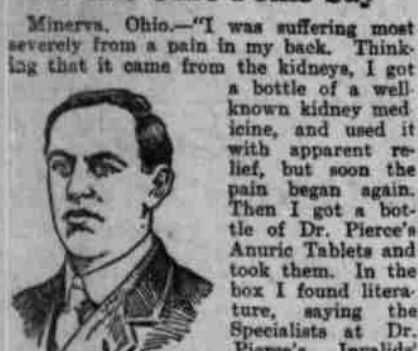 Minerva, Ohio.—"I was suffering most
severely from a pain in my back. Think-
ing that it came from the kidneys, I got
a bottle of a well-
known kidney med
icine, and used it
with apparent re-
lief, but soon the
pain began again.
Then I got a bot-
tle of Dr. Pierce's
Anuric Tablets and
took them. In the
box I found litera-
ture, saying the
Specialists at Dr.
Pierce's Invalids